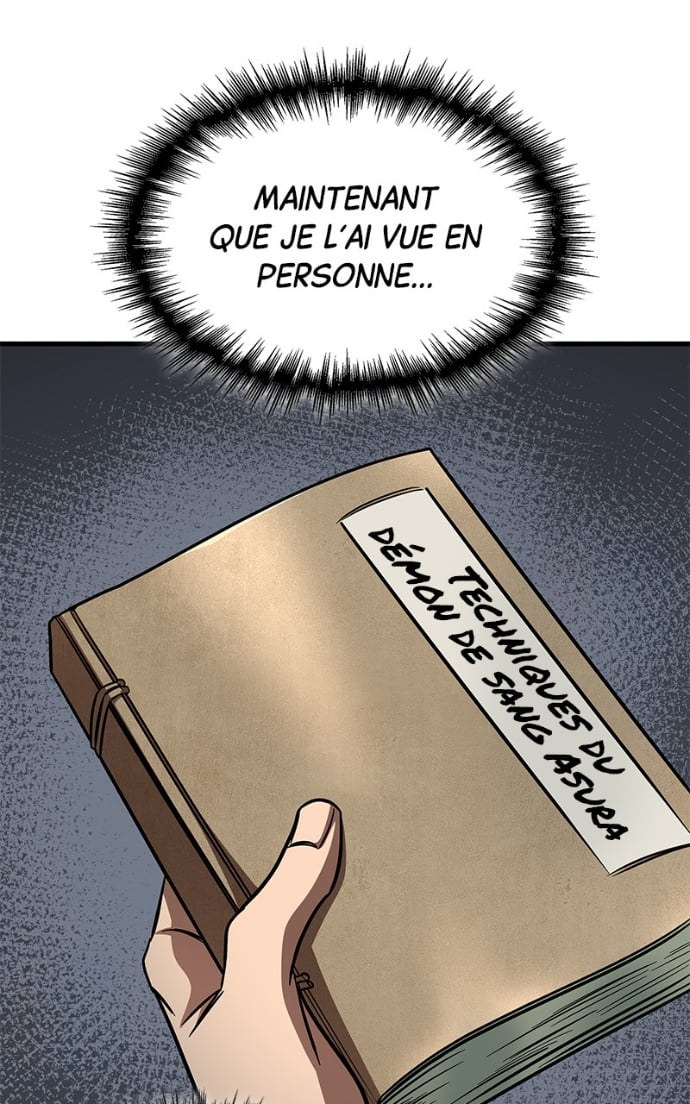 MAINTENANT
QUE JE L'AI VUE EN
PERSONNE...
TECHNIQUES DU
DÉMON DE SANG ASURA